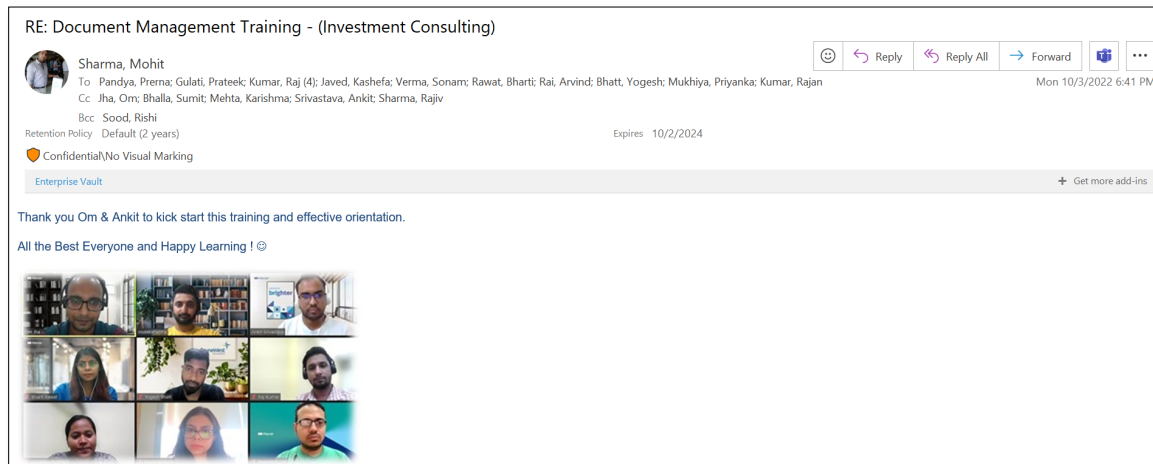 RE: Document Management Training - (Investment Consulting)
Sharma, Mohit
Reply
Reply All
Forward
To Pandya, Prerna; Gulati, Prateek; Kumar, Raj (4); Javed, Kashefa; Verma, Sonam; Rawat, Bharti; Rai, Arvind; Bhatt, Yogesh; Mukhiya, Priyanka; Kumar, Rajan
Mon 10/3/2022 6:41 PM
Cc Jha, Om; Bhalla, Sumit; Mehta, Karishma; Srivastava, Ankit; Sharma, Rajiv
Bcc Sood, Rishi
Retention Policy Default (2 years)
Expires 10/2/2024
Confidential\No Visual Marking
Enterprise Vault
+ Get more add-ins
Thank you Om & Ankit to kick start this training and effective orientation.
All the Best Everyone and Happy Learning ! ☺
brighter